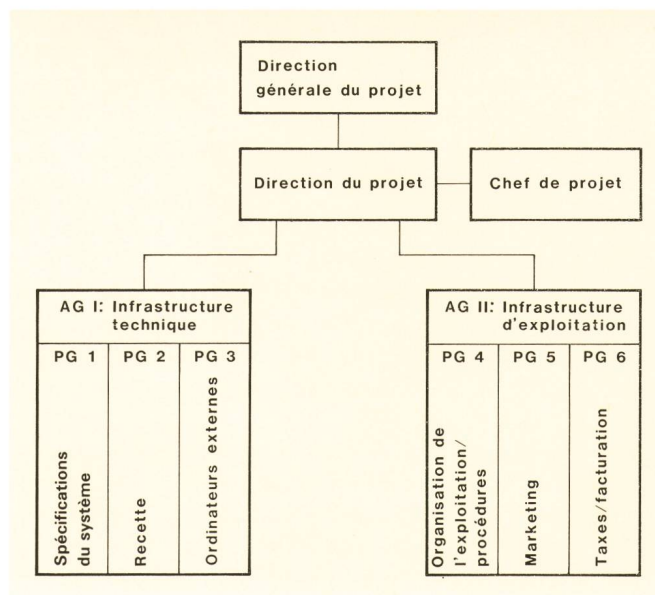 Direction
générale du projet
Direction du projet
Chef de projet
AG I: Infrastructure
technique
PG 1
PG 2
PG 3
Spécifications
du système
Recette
Ordinateurs externes
AG II: Infrastructure
d'exploitation
PG 4
PG 5
PG 6
Organisation de
l'exploitation/
procédures
Marketing
Taxes/facturation